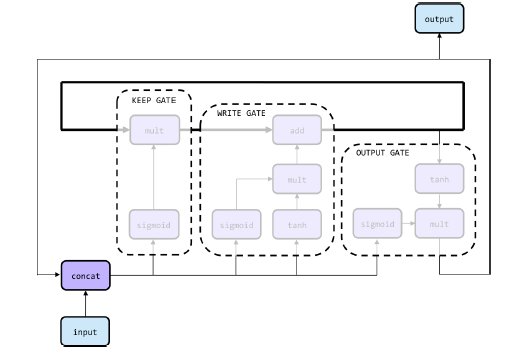 output
KEEP GATE
WRITE GATE
mult
add
OUTPUT GATE
mult
tanh
sigmoid
sigmoid
tanh
sigmoid
mult
concat
input